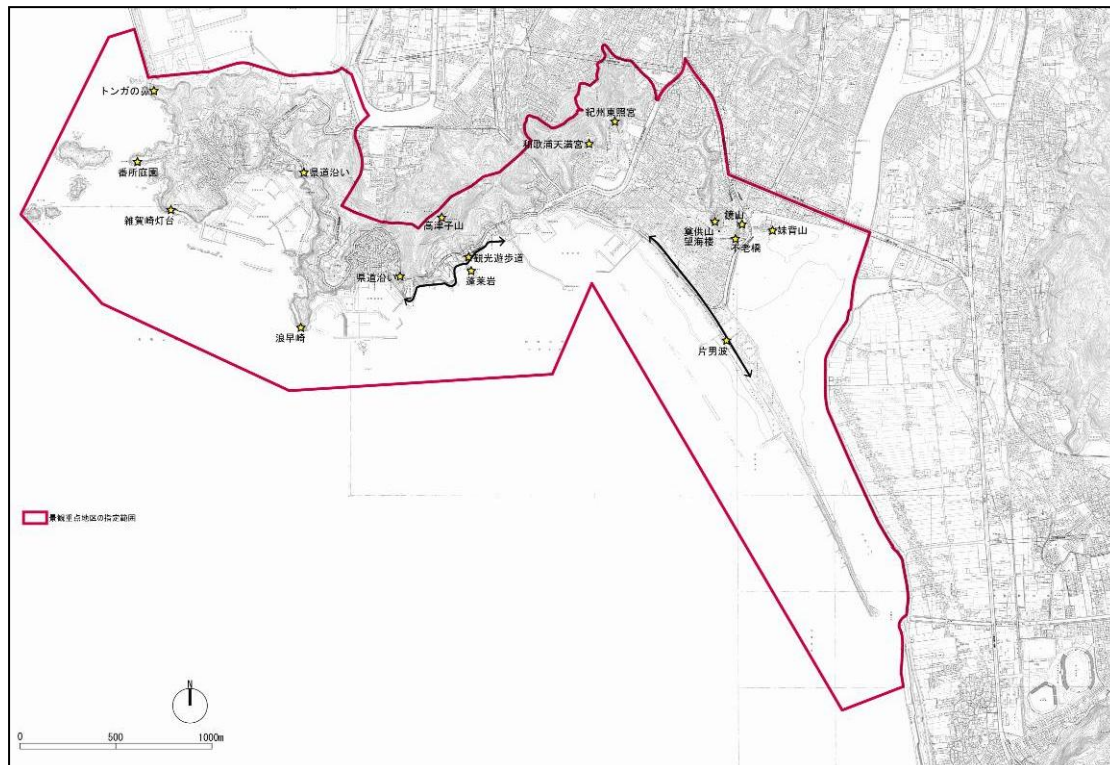 トンガの鼻
紀州東照宮
和歌浦天満宮
番所庭園
県道沿い
雑賀崎灯台
高津子山
鏡山
奠供山
望海楼
妹背山
不老橋
観光遊歩道
県道沿い
蓬莱岩
浪早崎
片男波
景観重点地区の指定範囲
N
0 500 1000m